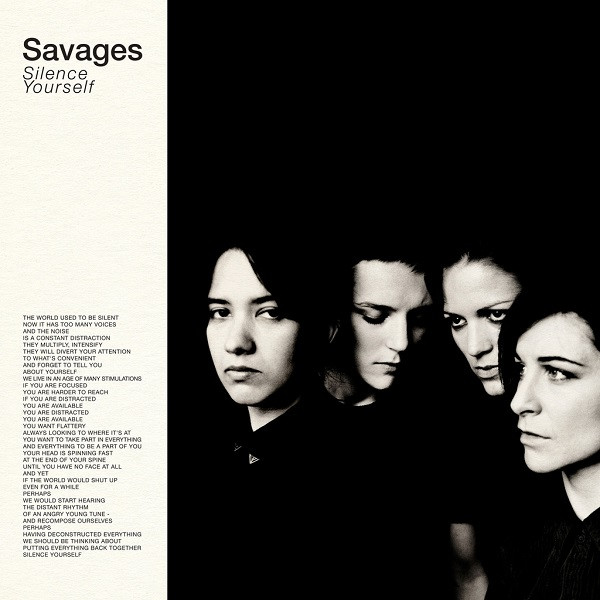 Savages
Silence
Yourself
THE WORLD USED TO BE SILENT
NOW IT HAS TOO MANY VOICES
AND THE NOISE
IS A CONSTANT DISTRACTION
THEY MULTIPLY, INTENSIFY
THEY WILL DIVERT YOUR ATTENTION
TO WHAT'S CONVENIENT
AND FORGET TO TELL YOU
ABOUT YOURSELF
WE LIVE IN AN AGE OF MANY STIMULATIONS
IF YOU ARE FOCUSED
YOU ARE HARDER TO REACH
IF YOU ARE DISTRACTED
YOU ARE AVAILABLE
YOU ARE DISTRACTED
YOU ARE AVAILABLE
YOU WANT FLATTERY
ALWAYS LOOKING TO WHERE IT'S AT
YOU WANT TO TAKE PART IN EVERYTHING
AND EVERYTHING TO BE A PART OF YOU
YOUR HEAD IS SPINNING FAST
AT THE END OF YOUR SPINE
UNTIL YOU HAVE NO FACE AT ALL
AND YET
IF THE WORLD WOULD SHUT UP
EVEN FOR A WHILE
PERHAPS
WE WOULD START HEARING
THE DISTANT RHYTHM
OF AN ANGRY YOUNG TUNE -
AND RECOMPOSE OURSELVES
PERHAPS
HAVING DECONSTRUCTED EVERYTHING
WE SHOULD BE THINKING ABOUT
PUTTING EVERYTHING BACK TOGETHER
SILENCE YOURSELF